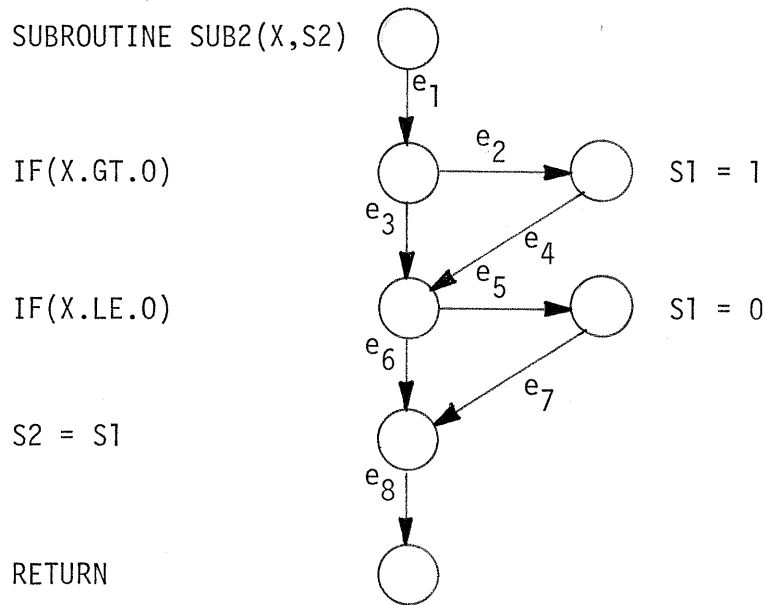 SUBROUTINE SUB2(X,S2)
e1
IF(X.GT.0)
e2
S1 = 1
e3
e4
IF(X.LE.0)
e5
S1 = 0
e6
e7
S2 = S1
e8
RETURN